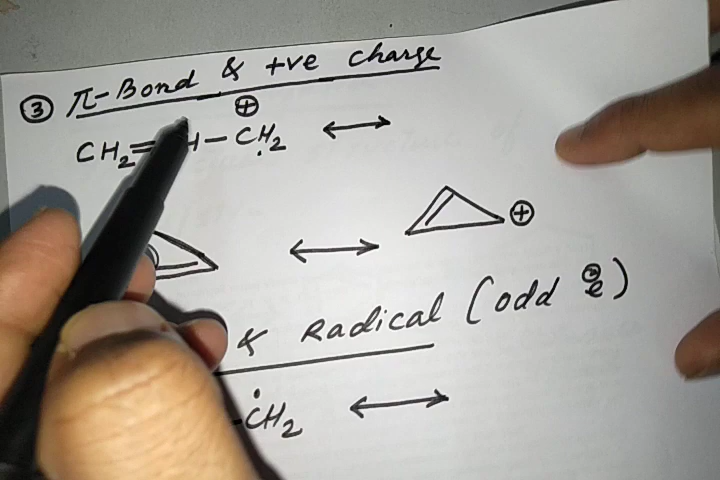 ③ π-Bond & +ve charge
⊕
CH₂= H–CH₂ ↔
↔ ⊕
& Radical (odd e)
-ĊH₂ ↔